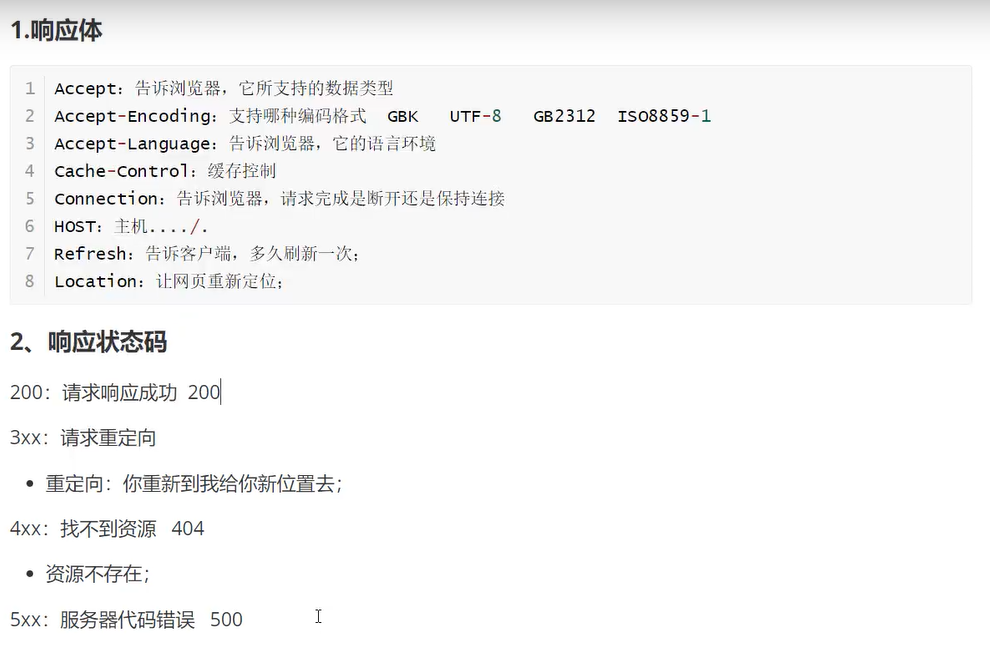 1.响应体
1 Accept：告诉浏览器，它所支持的数据类型
2 Accept-Encoding：支持哪种编码格式 GBK UTF-8 GB2312 ISO8859-1
3 Accept-Language：告诉浏览器，它的语言环境
4 Cache-Control：缓存控制
5 Connection：告诉浏览器，请求完成是断开还是保持连接
6 HOST：主机..../.
7 Refresh：告诉客户端，多久刷新一次；
8 Location：让网页重新定位；
2、响应状态码
200：请求响应成功 200
3xx：请求重定向
• 重定向：你重新到我给你新位置去；
4xx：找不到资源 404
• 资源不存在；
5xx：服务器代码错误 500